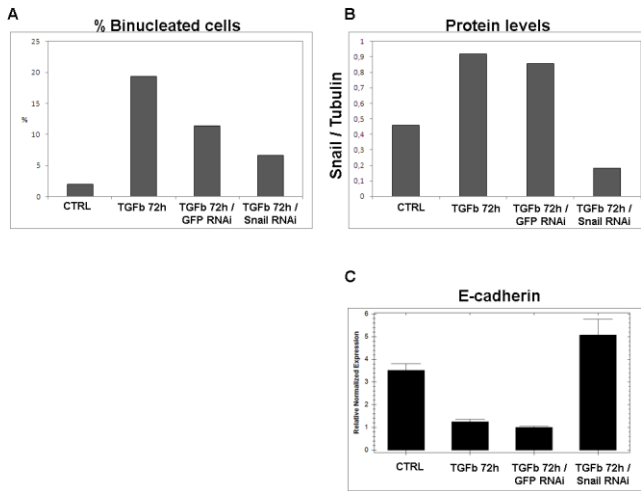 A
% Binucleated cells
25
20
15
10
5
0
%
CTRL
TGFb 72h
TGFb 72h /
GFP RNAi
TGFb 72h /
Snail RNAi
B
Protein levels
Snail / Tubulin
1
0,9
0,8
0,7
0,6
0,5
0,4
0,3
0,2
0,1
0
CTRL
TGFb 72h
TGFb 72h /
GFP RNAi
TGFb 72h /
Snail RNAi
C
E-cadherin
Relative Normalized Expression
6
5
4
3
2
1
0
CTRL
TGFb 72h
TGFb 72h /
GFP RNAi
TGFb 72h /
Snail RNAi